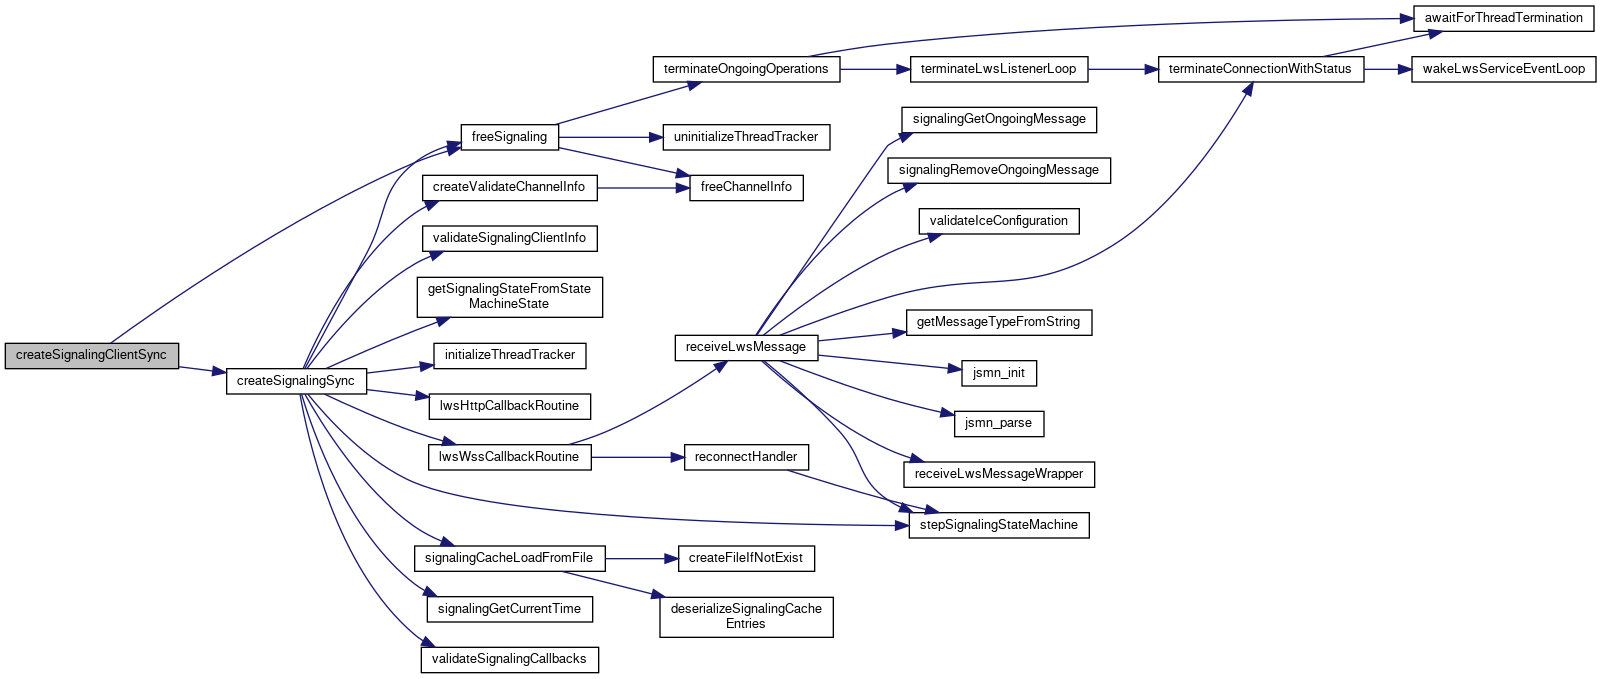 createSignalingClientSync
createSignalingSync
freeSignaling
createValidateChannelInfo
validateSignalingClientInfo
getSignalingStateFromState
MachineState
initializeThreadTracker
lwsHttpCallbackRoutine
lwsWssCallbackRoutine
signalingCacheLoadFromFile
signalingGetCurrentTime
validateSignalingCallbacks
terminateOngoingOperations
uninitializeThreadTracker
freeChannelInfo
receiveLwsMessage
reconnectHandler
createFileIfNotExist
deserializeSignalingCache
Entries
terminateLwsListenerLoop
signalingGetOngoingMessage
signalingRemoveOngoingMessage
validateIceConfiguration
getMessageTypeFromString
jsmn_init
jsmn_parse
receiveLwsMessageWrapper
stepSignalingStateMachine
terminateConnectionWithStatus
awaitForThreadTermination
wakeLwsServiceEventLoop